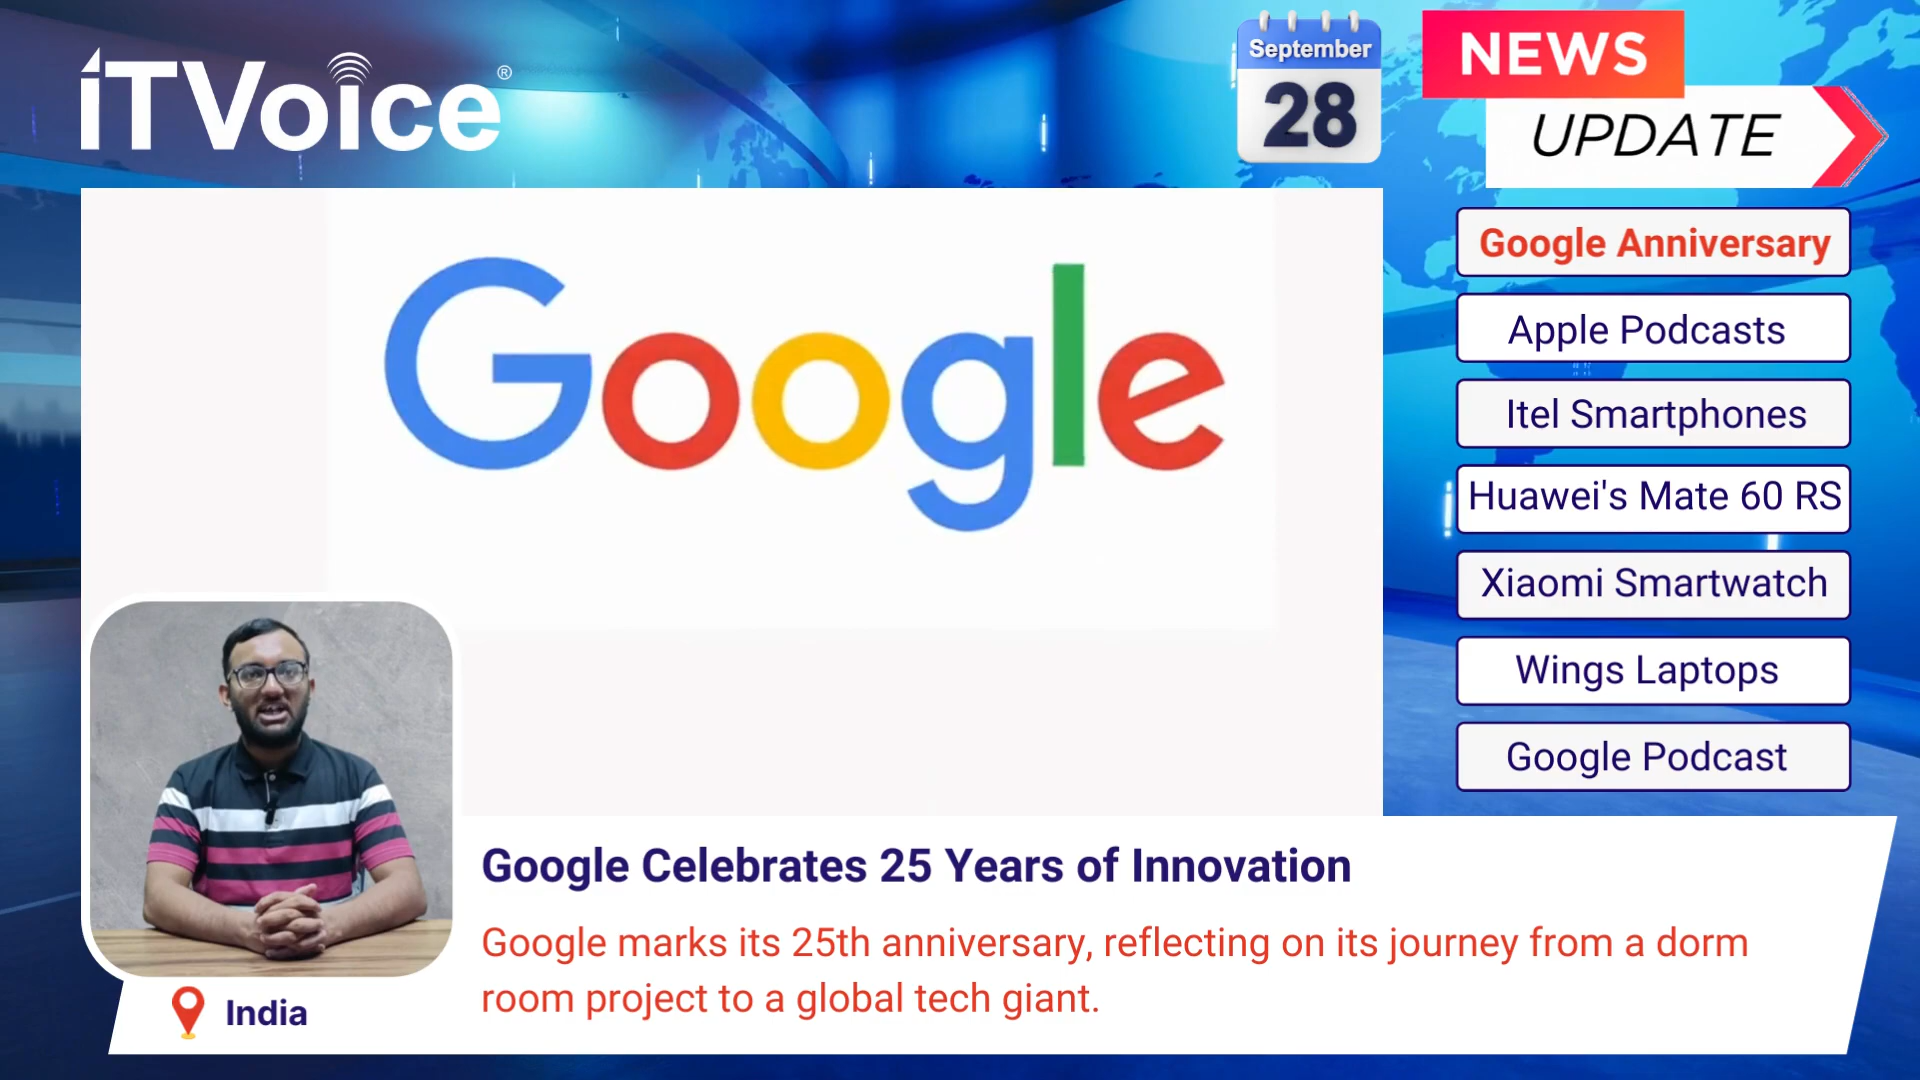 iTVoice®
September
28
NEWS
UPDATE
Google
Google Anniversary
Apple Podcasts
Itel Smartphones
Huawei's Mate 60 RS
Xiaomi Smartwatch
Wings Laptops
Google Podcast
Google Celebrates 25 Years of Innovation
Google marks its 25th anniversary, reflecting on its journey from a dorm
room project to a global tech giant.
India